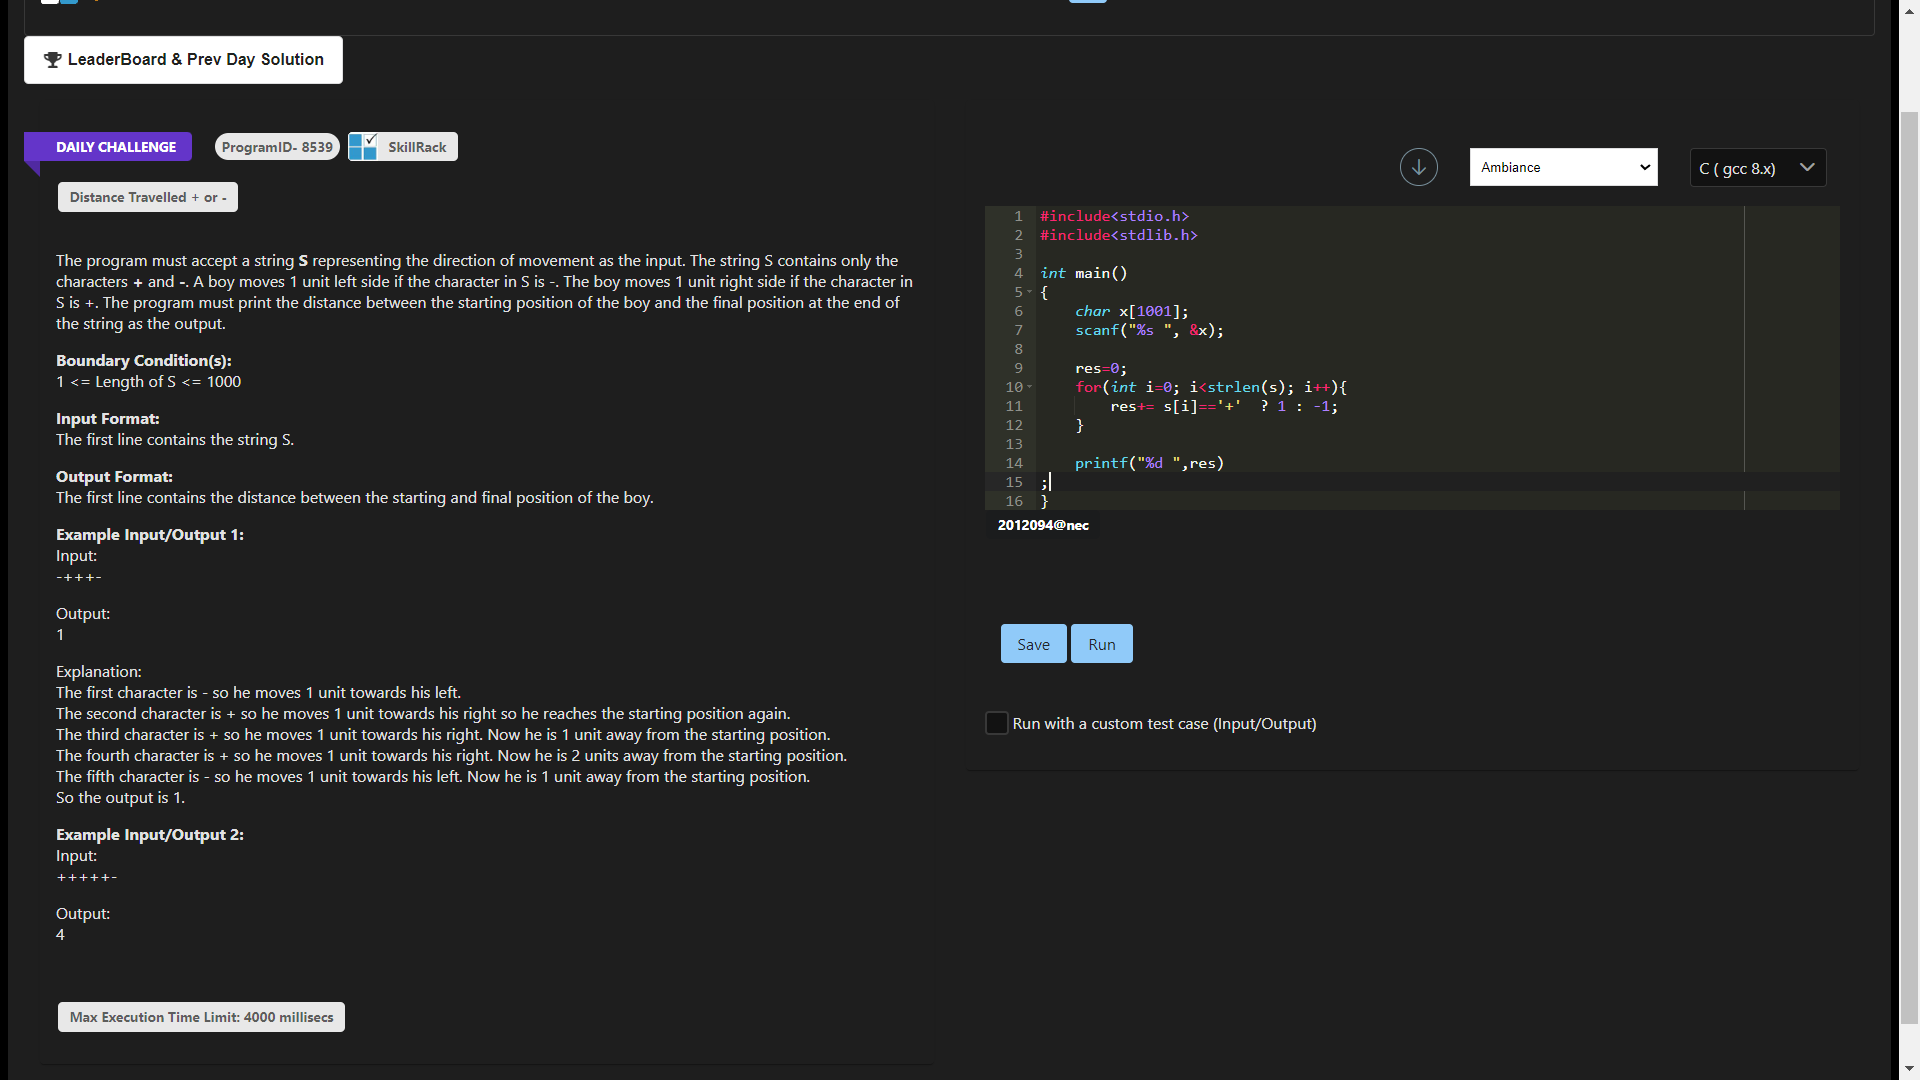 LeaderBoard & Prev Day Solution
DAILY CHALLENGE
ProgramID- 8539
SkillRack
Distance Travelled + or -
The program must accept a string S representing the direction of movement as the input. The string S contains only the
characters + and -. A boy moves 1 unit left side if the character in S is -. The boy moves 1 unit right side if the character in
S is +. The program must print the distance between the starting position of the boy and the final position at the end of
the string as the output.
Boundary Condition(s):
1 <= Length of S <= 1000
Input Format:
The first line contains the string S.
Output Format:
The first line contains the distance between the starting and final position of the boy.
Example Input/Output 1:
Input:
-+++-
Output:
1
Explanation:
The first character is - so he moves 1 unit towards his left.
The second character is + so he moves 1 unit towards his right so he reaches the starting position again.
The third character is + so he moves 1 unit towards his right. Now he is 1 unit away from the starting position.
The fourth character is + so he moves 1 unit towards his right. Now he is 2 units away from the starting position.
The fifth character is - so he moves 1 unit towards his left. Now he is 1 unit away from the starting position.
So the output is 1.
Example Input/Output 2:
Input:
+++++-
Output:
4
Max Execution Time Limit: 4000 millisecs
Ambiance
C ( gcc 8.x)
1 #include<stdio.h>
2 #include<stdlib.h>
3
4 int main()
5 {
6 char x[1001];
7 scanf("%s ", &x);
8
9 res=0;
10 for(int i=0; i<strlen(s); i++){
11 res+= s[i]=='+'  ? 1 : -1;
12 }
13
14 printf("%d ",res)
15 ;
16 }
2012094@nec
Save
Run
Run with a custom test case (Input/Output)